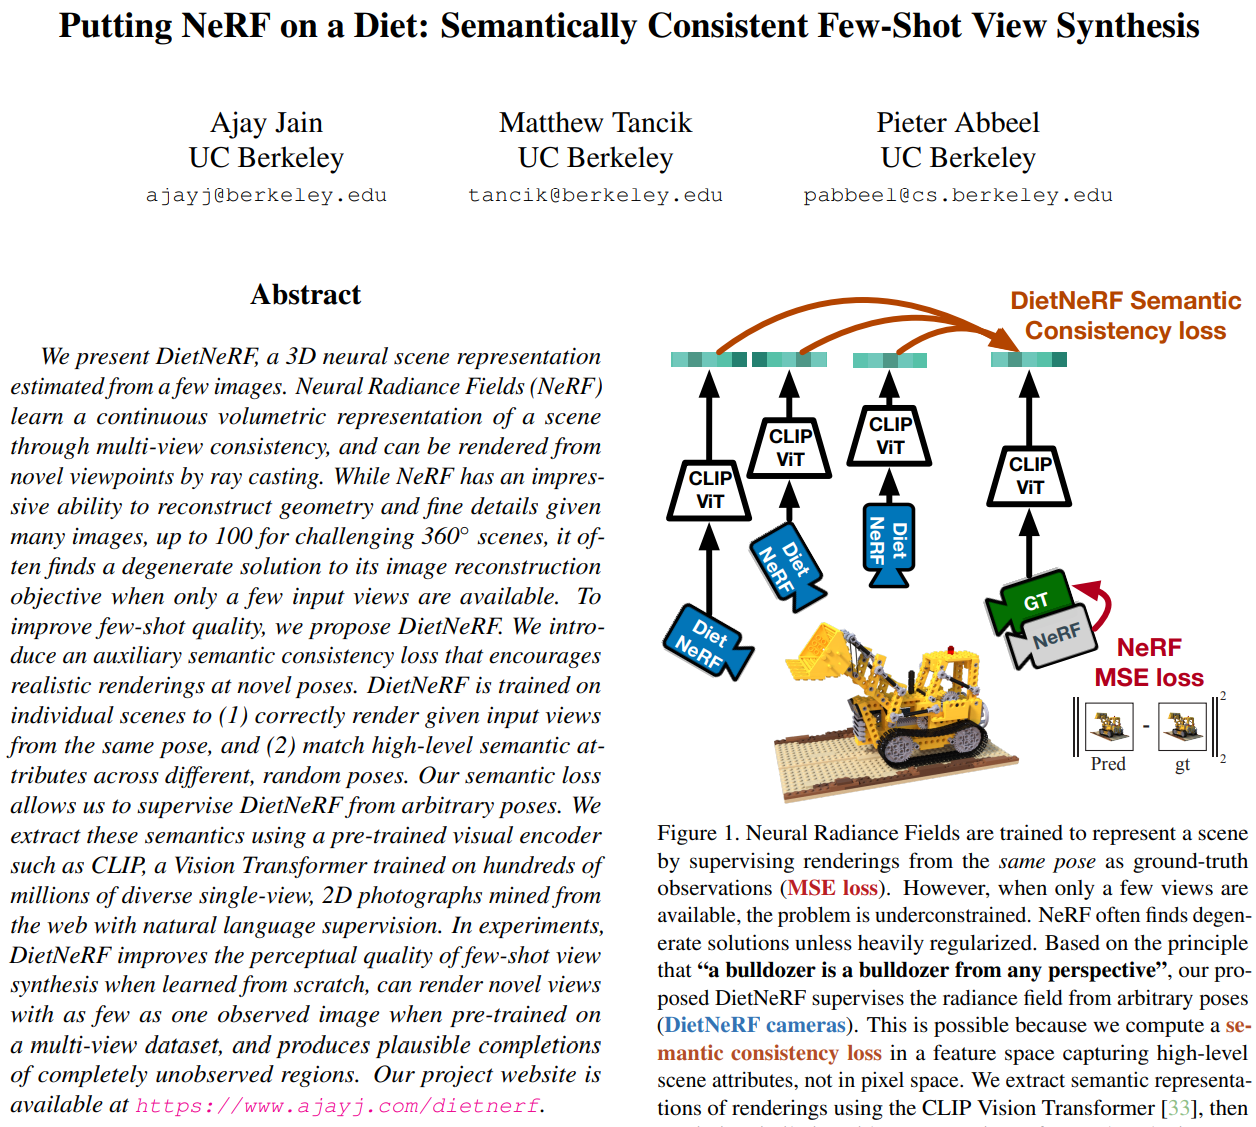 Putting NeRF on a Diet: Semantically Consistent Few-Shot View Synthesis
Ajay Jain
UC Berkeley
ajayj@berkeley.edu
Matthew Tancik
UC Berkeley
tancik@berkeley.edu
Pieter Abbeel
UC Berkeley
pabbeel@cs.berkeley.edu
Abstract
We present DietNeRF, a 3D neural scene representation
estimated from a few images. Neural Radiance Fields (NeRF)
learn a continuous volumetric representation of a scene
through multi-view consistency, and can be rendered from
novel viewpoints by ray casting. While NeRF has an impres-
sive ability to reconstruct geometry and fine details given
many images, up to 100 for challenging 360° scenes, it of-
ten finds a degenerate solution to its image reconstruction
objective when only a few input views are available. To
improve few-shot quality, we propose DietNeRF. We intro-
duce an auxiliary semantic consistency loss that encourages
realistic renderings at novel poses. DietNeRF is trained on
individual scenes to (1) correctly render given input views
from the same pose, and (2) match high-level semantic at-
tributes across different, random poses. Our semantic loss
allows us to supervise DietNeRF from arbitrary poses. We
extract these semantics using a pre-trained visual encoder
such as CLIP, a Vision Transformer trained on hundreds of
millions of diverse single-view, 2D photographs mined from
the web with natural language supervision. In experiments,
DietNeRF improves the perceptual quality of few-shot view
synthesis when learned from scratch, can render novel views
with as few as one observed image when pre-trained on
a multi-view dataset, and produces plausible completions
of completely unobserved regions. Our project website is
available at https://www.ajayj.com/dietnerf.
DietNeRF Semantic
Consistency loss
CLIP
ViT
CLIP
ViT
CLIP
ViT
CLIP
ViT
Diet
NeRF
Diet
NeRF
Diet
NeRF
GT
NeRF
NeRF
MSE loss
2
-
2
Pred
gt
Figure 1. Neural Radiance Fields are trained to represent a scene
by supervising renderings from the same pose as ground-truth
observations (MSE loss). However, when only a few views are
available, the problem is underconstrained. NeRF often finds degen-
erate solutions unless heavily regularized. Based on the principle
that “a bulldozer is a bulldozer from any perspective”, our pro-
posed DietNeRF supervises the radiance field from arbitrary poses
(DietNeRF cameras). This is possible because we compute a se-
mantic consistency loss in a feature space capturing high-level
scene attributes, not in pixel space. We extract semantic representa-
tions of renderings using the CLIP Vision Transformer [33], then